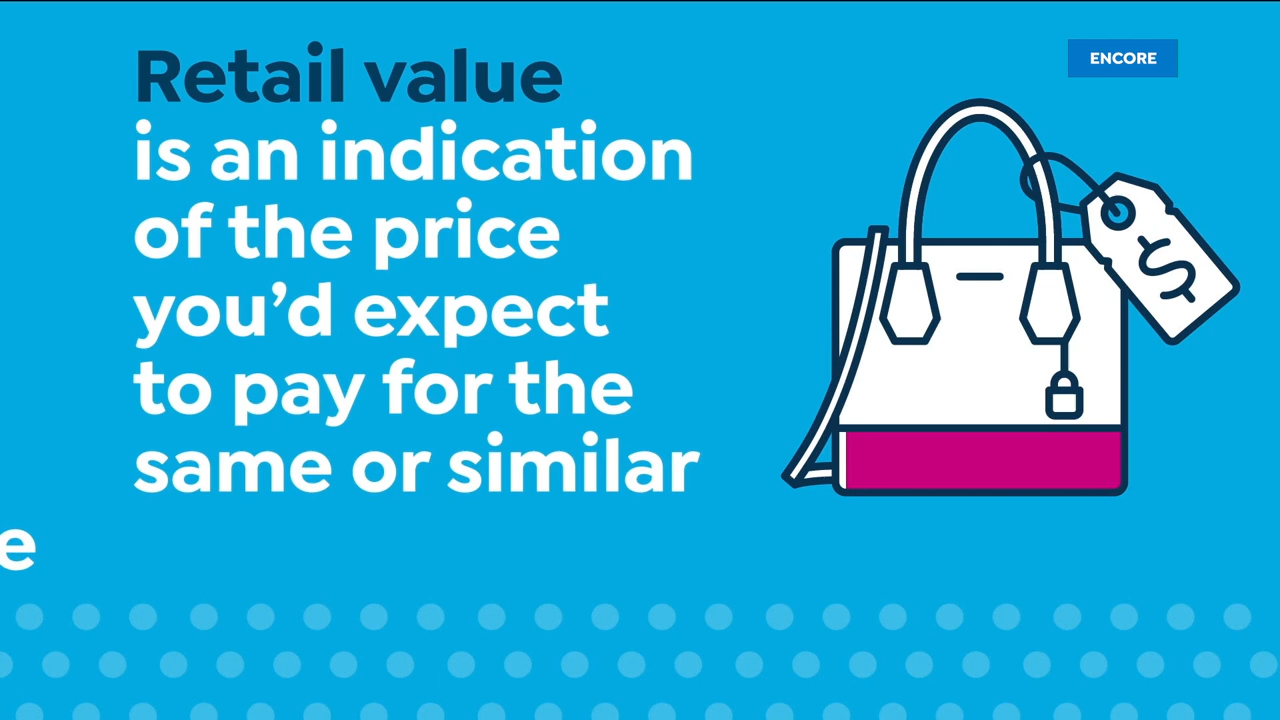 Retail value
ENCORE
is an indication
of the price
you’d expect
to pay for the
same or similar
e
$